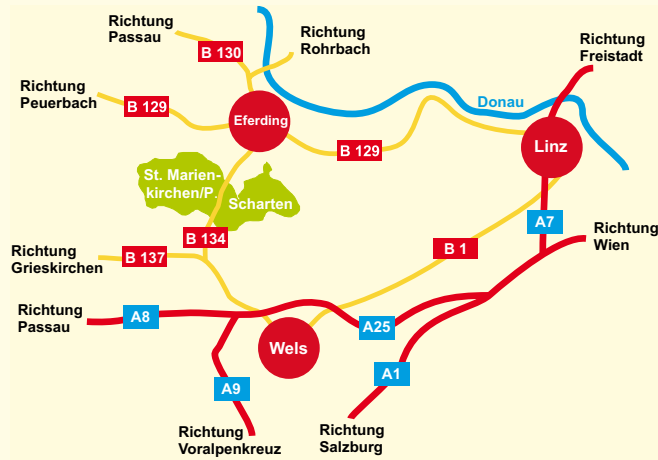 Richtung
Passau
Richtung
Rohrbach
Richtung
Freistadt
B 130
Richtung
Peuerbach
B 129
Eferding
Donau
B 129
Linz
St. Marien-
kirchen/P.
Scharten
A7
Richtung
Wien
B 134
B 1
Richtung
Grieskirchen
B 137
Richtung
Passau
A8
A25
Wels
A1
A9
Richtung
Voralpenkreuz
Richtung
Salzburg